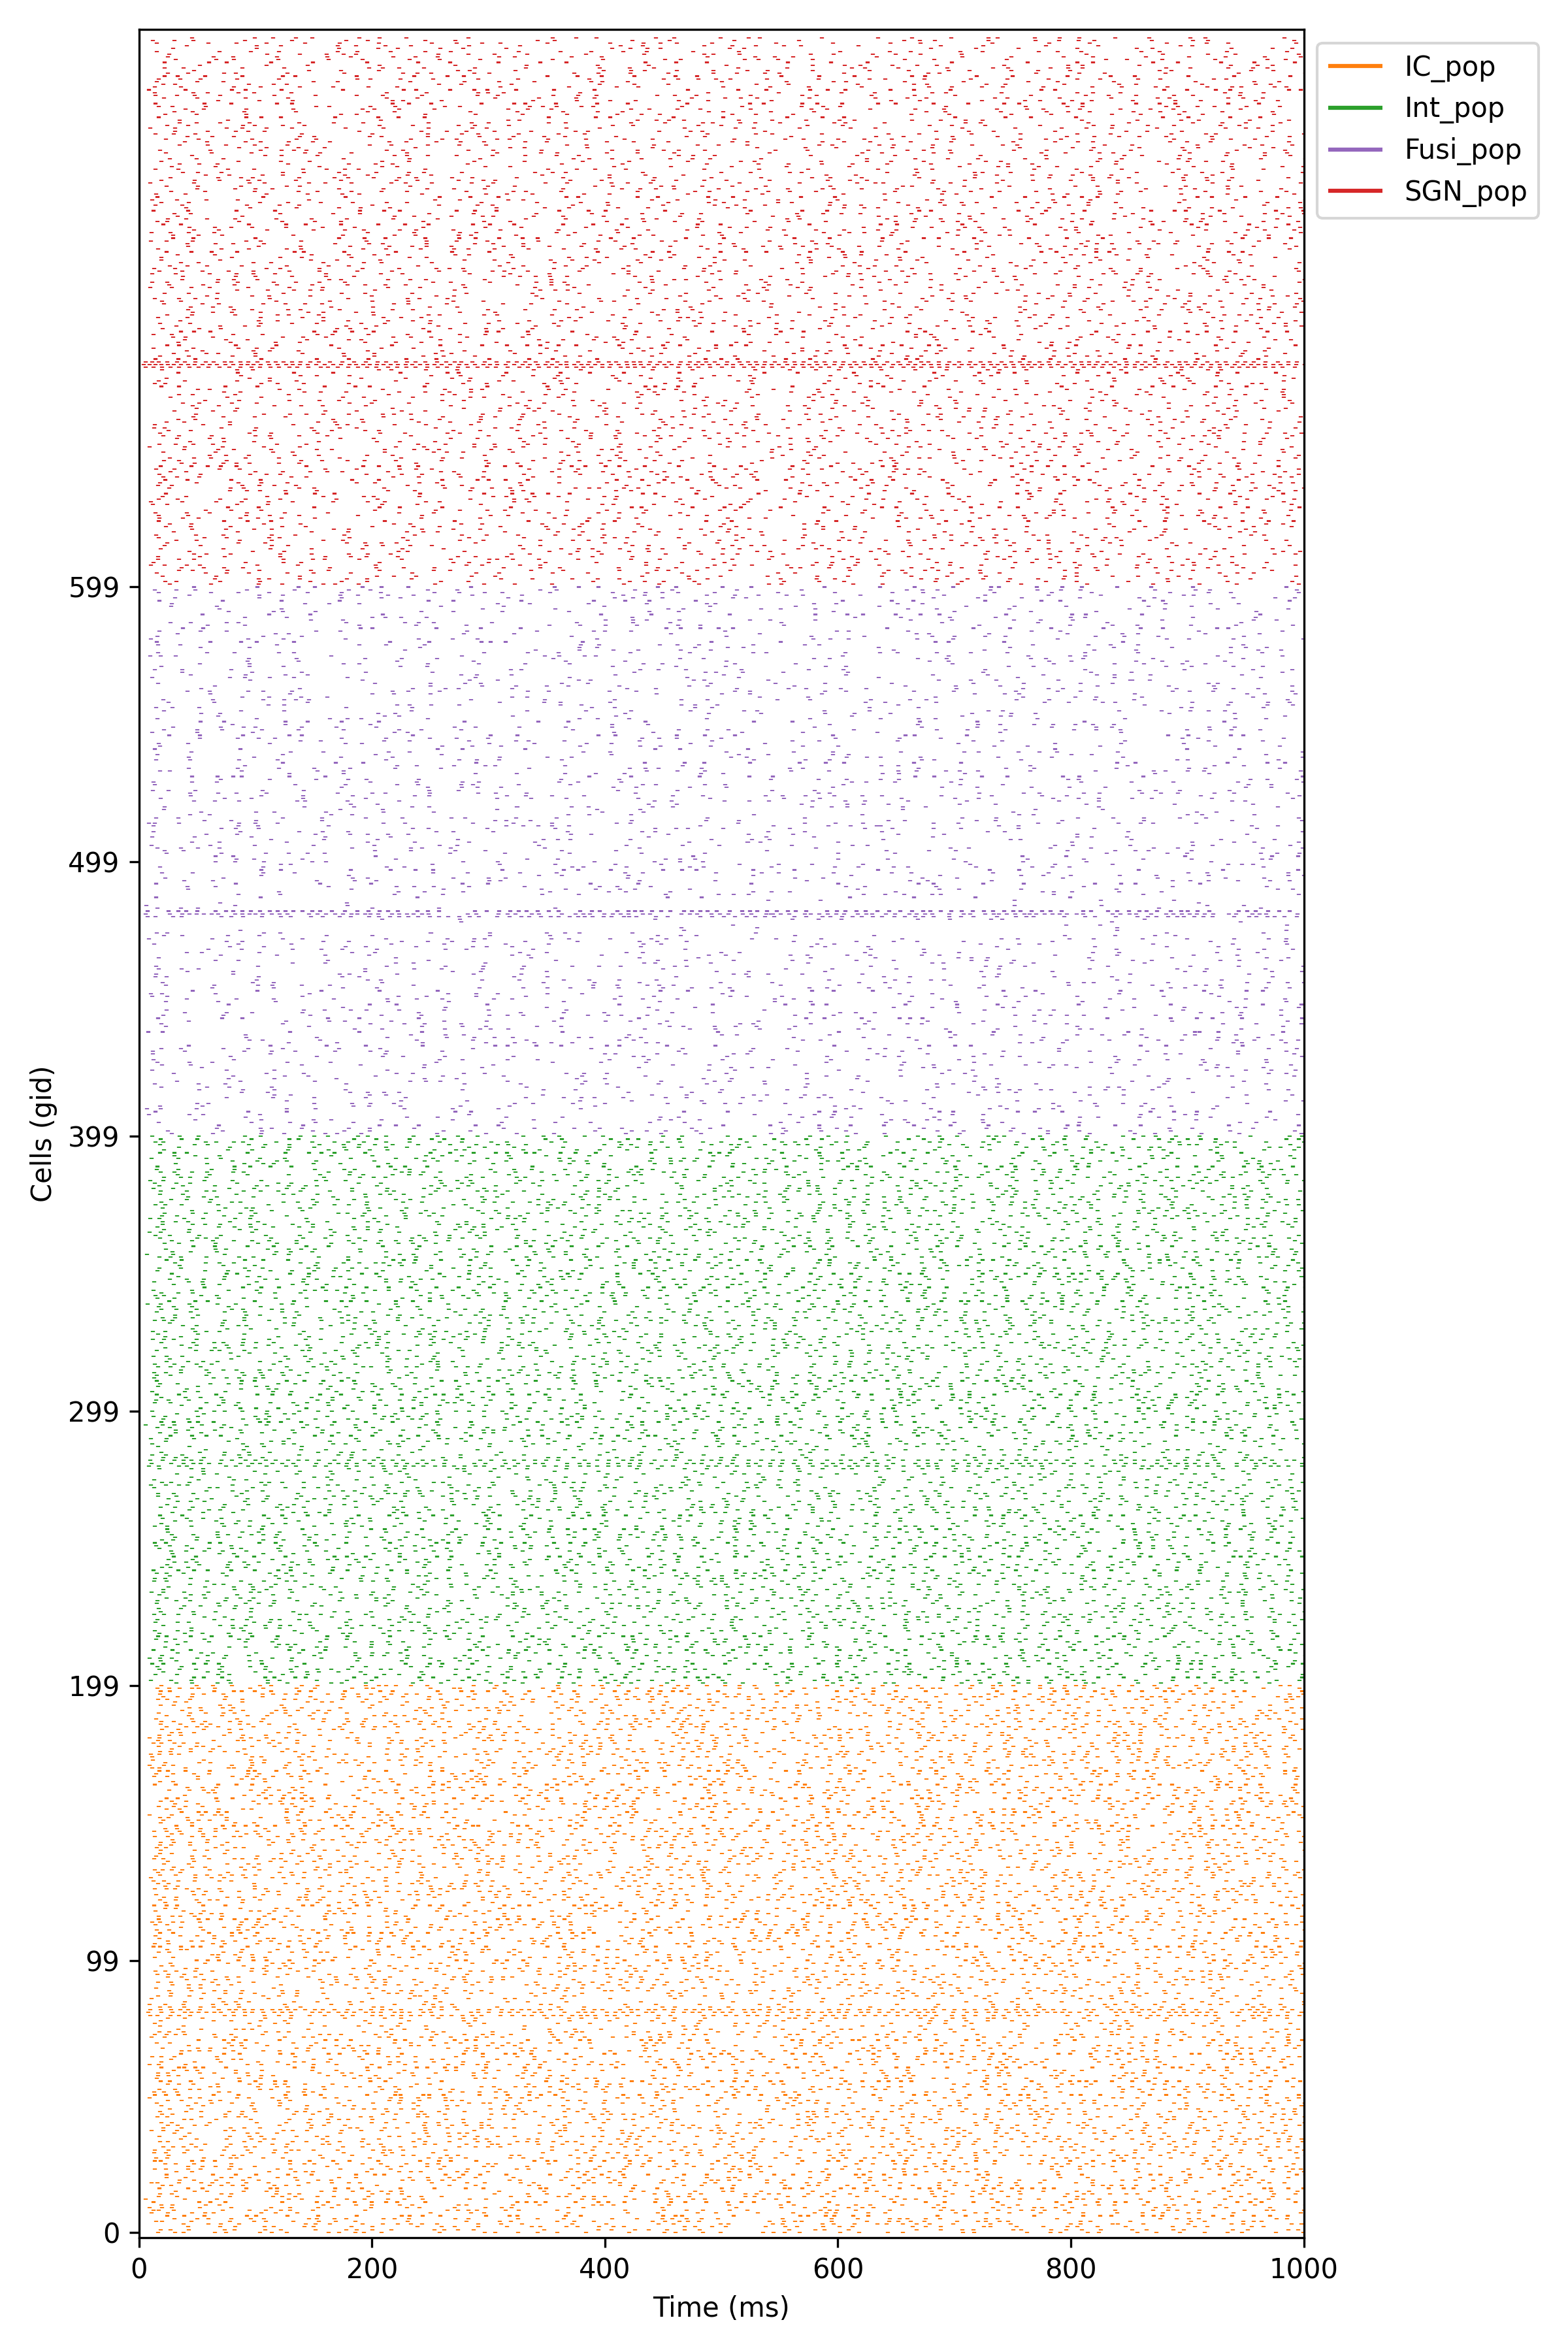 IC_pop
Int_pop
Fusi_pop
SGN_pop
599
499
399
299
199
99
0
Cells (gid)
0 200 400 600 800 1000
Time (ms)